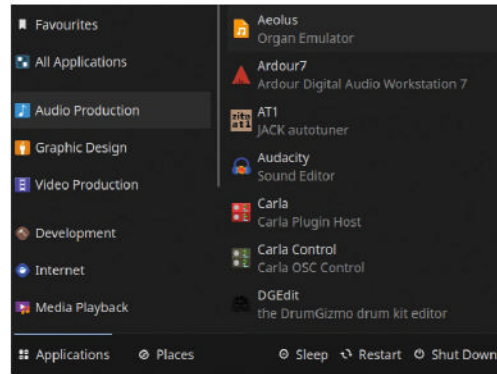 Favourites
All Applications
Audio Production
Graphic Design
Video Production
Development
Internet
Media Playback
Aeolus
Organ Emulator
Ardour7
Ardour Digital Audio Workstation 7
zita
at1
AT1
JACK autotuner
Audacity
Sound Editor
Carla
Carla Plugin Host
Carla Control
Carla OSC Control
DGEdit
the DrumGizmo drum kit editor
Applications
Places
Sleep
Restart
Shut Down